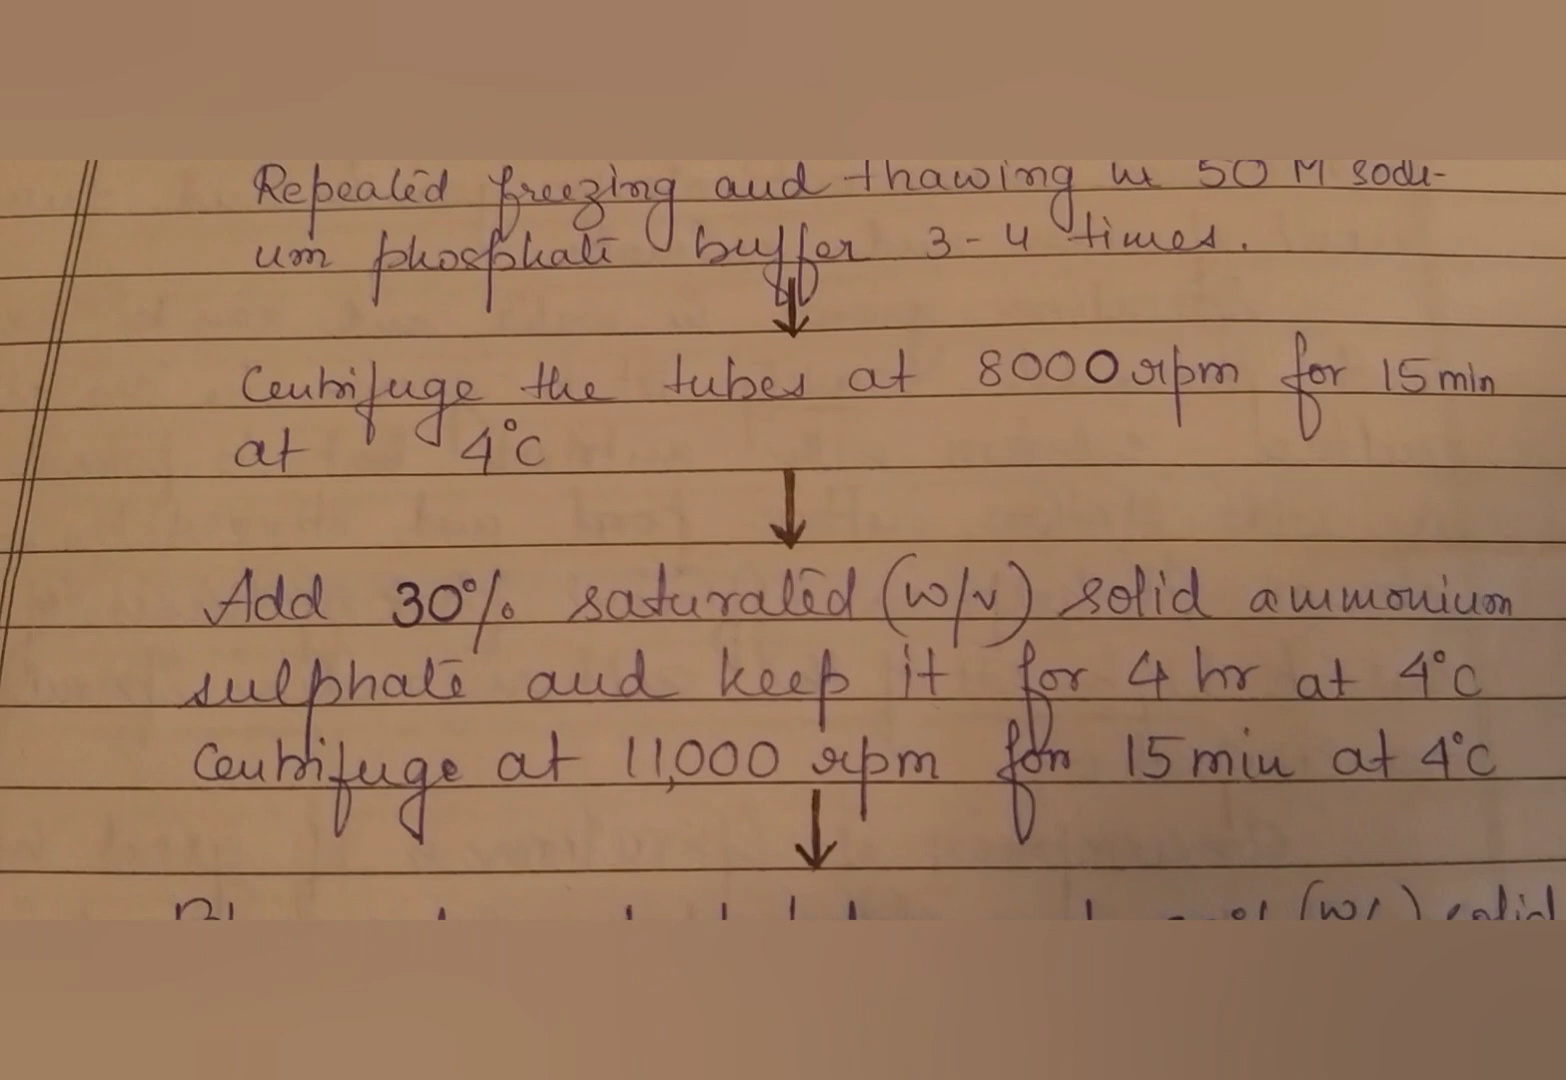 Repeated freezing and thawing in 50 M sodi-
um phosphate buffer 3-4 times.
Centrifuge the tubes at 8000 rpm for 15 min
at 4°C
Add 30% saturated (w/v) solid ammonium
sulphate and keep it for 4 hr at 4°C
Centrifuge at 11,000 rpm for 15 min at 4°C
(w/v) solid